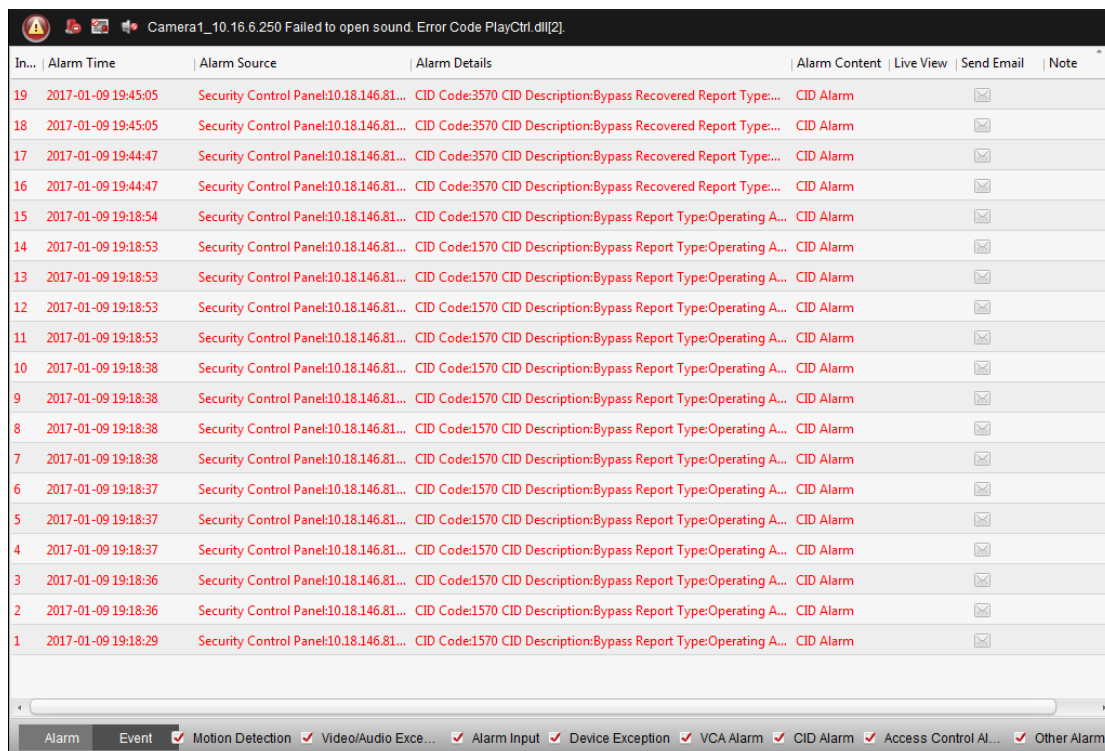 Camera1_10.16.6.250 Failed to open sound. Error Code PlayCtrl.dll[2].
In... Alarm Time Alarm Source Alarm Details Alarm Content Live View Send Email Note
19 2017-01-09 19:45:05 Security Control Panel:10.18.146.81... CID Code:3570 CID Description:Bypass Recovered Report Type:... CID Alarm
18 2017-01-09 19:45:05 Security Control Panel:10.18.146.81... CID Code:3570 CID Description:Bypass Recovered Report Type:... CID Alarm
17 2017-01-09 19:44:47 Security Control Panel:10.18.146.81... CID Code:3570 CID Description:Bypass Recovered Report Type:... CID Alarm
16 2017-01-09 19:44:47 Security Control Panel:10.18.146.81... CID Code:3570 CID Description:Bypass Recovered Report Type:... CID Alarm
15 2017-01-09 19:18:54 Security Control Panel:10.18.146.81... CID Code:1570 CID Description:Bypass Report Type:Operating A... CID Alarm
14 2017-01-09 19:18:53 Security Control Panel:10.18.146.81... CID Code:1570 CID Description:Bypass Report Type:Operating A... CID Alarm
13 2017-01-09 19:18:53 Security Control Panel:10.18.146.81... CID Code:1570 CID Description:Bypass Report Type:Operating A... CID Alarm
12 2017-01-09 19:18:53 Security Control Panel:10.18.146.81... CID Code:1570 CID Description:Bypass Report Type:Operating A... CID Alarm
11 2017-01-09 19:18:53 Security Control Panel:10.18.146.81... CID Code:1570 CID Description:Bypass Report Type:Operating A... CID Alarm
10 2017-01-09 19:18:38 Security Control Panel:10.18.146.81... CID Code:1570 CID Description:Bypass Report Type:Operating A... CID Alarm
9 2017-01-09 19:18:38 Security Control Panel:10.18.146.81... CID Code:1570 CID Description:Bypass Report Type:Operating A... CID Alarm
8 2017-01-09 19:18:38 Security Control Panel:10.18.146.81... CID Code:1570 CID Description:Bypass Report Type:Operating A... CID Alarm
7 2017-01-09 19:18:38 Security Control Panel:10.18.146.81... CID Code:1570 CID Description:Bypass Report Type:Operating A... CID Alarm
6 2017-01-09 19:18:37 Security Control Panel:10.18.146.81... CID Code:1570 CID Description:Bypass Report Type:Operating A... CID Alarm
5 2017-01-09 19:18:37 Security Control Panel:10.18.146.81... CID Code:1570 CID Description:Bypass Report Type:Operating A... CID Alarm
4 2017-01-09 19:18:37 Security Control Panel:10.18.146.81... CID Code:1570 CID Description:Bypass Report Type:Operating A... CID Alarm
3 2017-01-09 19:18:36 Security Control Panel:10.18.146.81... CID Code:1570 CID Description:Bypass Report Type:Operating A... CID Alarm
2 2017-01-09 19:18:36 Security Control Panel:10.18.146.81... CID Code:1570 CID Description:Bypass Report Type:Operating A... CID Alarm
1 2017-01-09 19:18:29 Security Control Panel:10.18.146.81... CID Code:1570 CID Description:Bypass Report Type:Operating A... CID Alarm
Alarm Event Motion Detection Video/Audio Exce... Alarm Input Device Exception VCA Alarm CID Alarm Access Control Al... Other Alarm